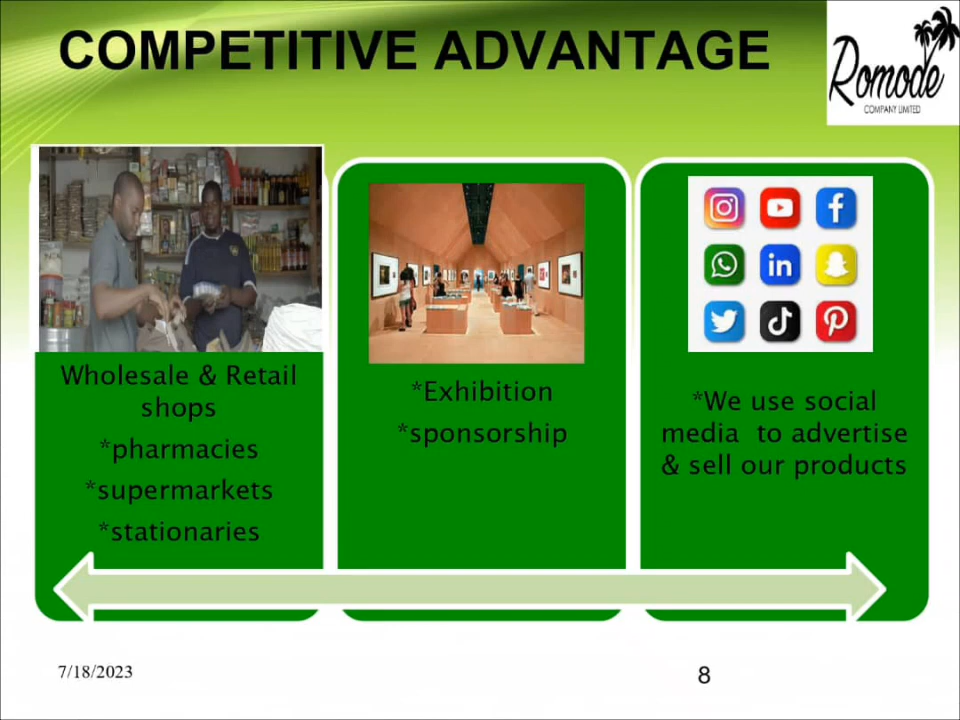 COMPETITIVE ADVANTAGE
Romode
COMPANY LIMITED
Wholesale & Retail
shops
*pharmacies
*supermarkets
*stationaries
*Exhibition
*sponsorship
*We use social
media to advertise
& sell our products
7/18/2023
8